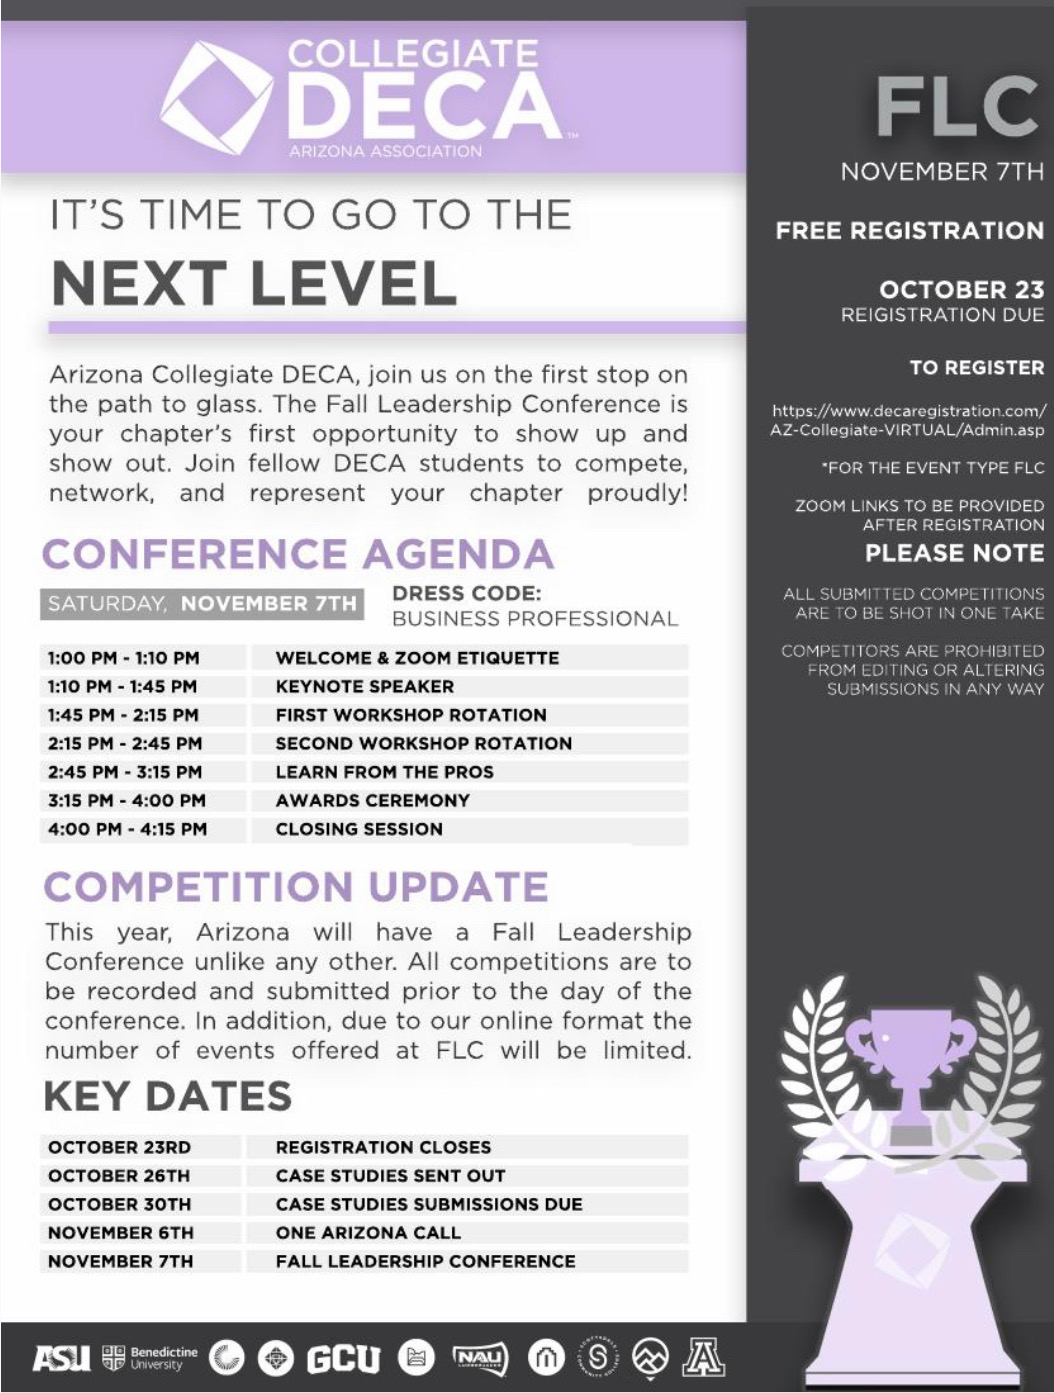 COLLEGIATE
DECA™
ARIZONA ASSOCIATION
IT'S TIME TO GO TO THE
NEXT LEVEL
Arizona Collegiate DECA, join us on the first stop on
the path to glass. The Fall Leadership Conference is
your chapter's first opportunity to show up and
show out. Join fellow DECA students to compete,
network, and represent your chapter proudly!
CONFERENCE AGENDA
SATURDAY, NOVEMBER 7TH
DRESS CODE:
BUSINESS PROFESSIONAL
1:00 PM - 1:10 PM WELCOME & ZOOM ETIQUETTE
1:10 PM - 1:45 PM KEYNOTE SPEAKER
1:45 PM - 2:15 PM FIRST WORKSHOP ROTATION
2:15 PM - 2:45 PM SECOND WORKSHOP ROTATION
2:45 PM - 3:15 PM LEARN FROM THE PROS
3:15 PM - 4:00 PM AWARDS CEREMONY
4:00 PM - 4:15 PM CLOSING SESSION
COMPETITION UPDATE
This year, Arizona will have a Fall Leadership
Conference unlike any other. All competitions are to
be recorded and submitted prior to the day of the
conference. In addition, due to our online format the
number of events offered at FLC will be limited.
KEY DATES
OCTOBER 23RD REGISTRATION CLOSES
OCTOBER 26TH CASE STUDIES SENT OUT
OCTOBER 30TH CASE STUDIES SUBMISSIONS DUE
NOVEMBER 6TH ONE ARIZONA CALL
NOVEMBER 7TH FALL LEADERSHIP CONFERENCE
FLC
NOVEMBER 7TH
FREE REGISTRATION
OCTOBER 23
REIGISTRATION DUE
TO REGISTER
https://www.decaregistration.com/
AZ-Collegiate-VIRTUAL/Admin.asp
*FOR THE EVENT TYPE FLC
ZOOM LINKS TO BE PROVIDED
AFTER REGISTRATION
PLEASE NOTE
ALL SUBMITTED COMPETITIONS
ARE TO BE SHOT IN ONE TAKE
COMPETITORS ARE PROHIBITED
FROM EDITING OR ALTERING
SUBMISSIONS IN ANY WAY
ASU
Benedictine
University
GCU
NAU
LUMBERJACKS
S
A